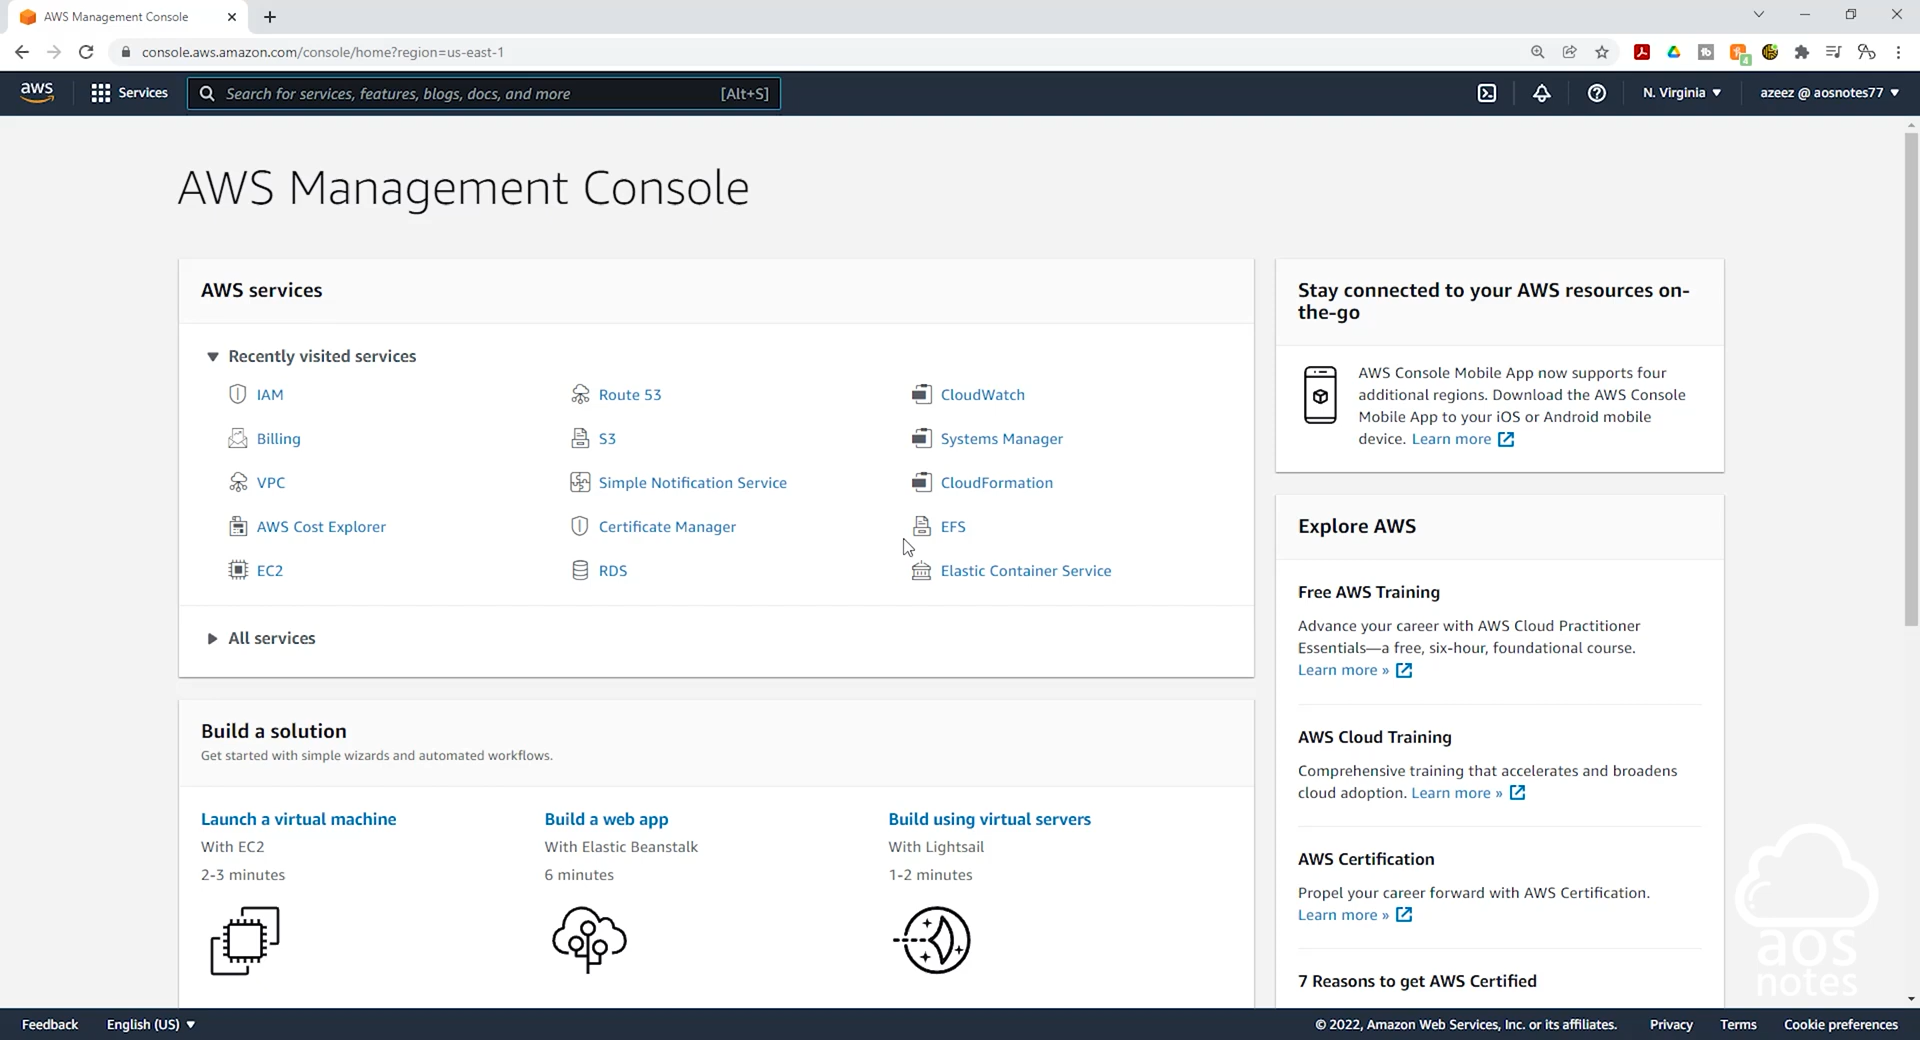 AWS Management Console
console.aws.amazon.com/console/home?region=us-east-1
4
aws
Services
Search for services, features, blogs, docs, and more
[Alt+S]
N. Virginia
azeez @ aosnotes77
AWS Management Console
AWS services
Recently visited services
IAM
Route 53
CloudWatch
Billing
S3
Systems Manager
VPC
Simple Notification Service
CloudFormation
AWS Cost Explorer
Certificate Manager
EFS
EC2
RDS
Elastic Container Service
All services
Build a solution
Get started with simple wizards and automated workflows.
Launch a virtual machine
With EC2
2-3 minutes
Build a web app
With Elastic Beanstalk
6 minutes
Build using virtual servers
With Lightsail
1-2 minutes
Stay connected to your AWS resources on-
the-go
AWS Console Mobile App now supports four
additional regions. Download the AWS Console
Mobile App to your iOS or Android mobile
device. Learn more
Explore AWS
Free AWS Training
Advance your career with AWS Cloud Practitioner
Essentials—a free, six-hour, foundational course.
Learn more »
AWS Cloud Training
Comprehensive training that accelerates and broadens
cloud adoption. Learn more »
AWS Certification
Propel your career forward with AWS Certification.
Learn more »
7 Reasons to get AWS Certified
aos
notes
Feedback
English (US)
© 2022, Amazon Web Services, Inc. or its affiliates.
Privacy
Terms
Cookie preferences